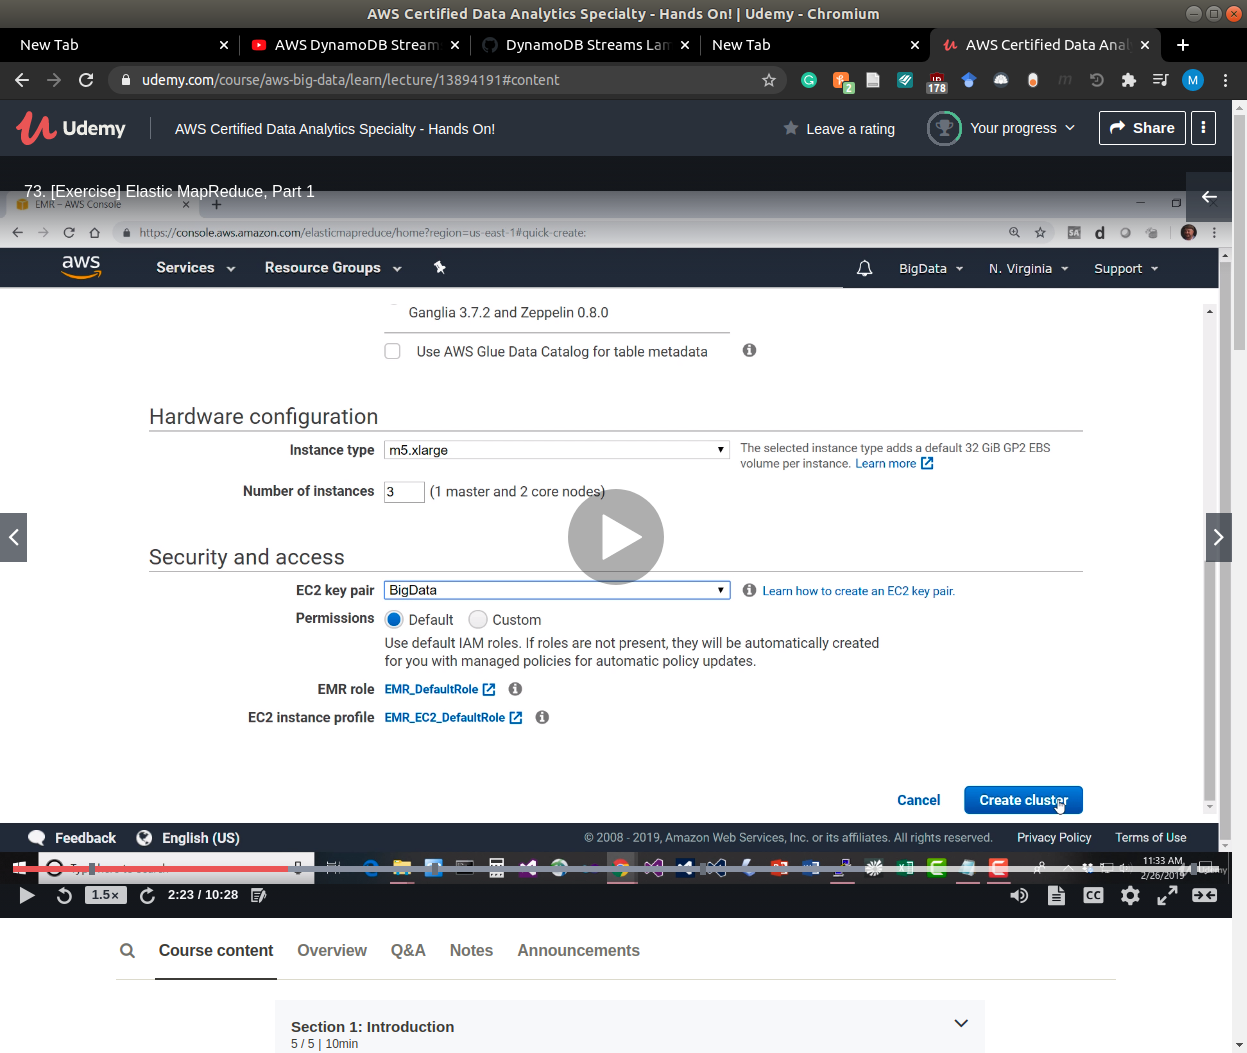 AWS Certified Data Analytics Specialty - Hands On! | Udemy - Chromium
New Tab
AWS DynamoDB Stream
DynamoDB Streams Lam
New Tab
AWS Certified Data Anal
udemy.com/course/aws-big-data/learn/lecture/13894191#content
2
178
M
Udemy
AWS Certified Data Analytics Specialty - Hands On!
Leave a rating
Your progress
Share
73. [Exercise] Elastic MapReduce, Part 1
EMR – AWS Console
https://console.aws.amazon.com/elasticmapreduce/home?region=us-east-1#quick-create:
aws
Services
Resource Groups
BigData
N. Virginia
Support
Ganglia 3.7.2 and Zeppelin 0.8.0
Use AWS Glue Data Catalog for table metadata
Hardware configuration
Instance type
m5.xlarge
The selected instance type adds a default 32 GiB GP2 EBS
volume per instance. Learn more
Number of instances
3
(1 master and 2 core nodes)
Security and access
EC2 key pair
BigData
Learn how to create an EC2 key pair.
Permissions
Default
Custom
Use default IAM roles. If roles are not present, they will be automatically created
for you with managed policies for automatic policy updates.
EMR role
EMR_DefaultRole
EC2 instance profile
EMR_EC2_DefaultRole
Cancel
Create cluster
Feedback
English (US)
© 2008 - 2019, Amazon Web Services, Inc. or its affiliates. All rights reserved.
Privacy Policy
Terms of Use
11:33 AM
2/26/2019
1.5×
2:23 / 10:28
CC
Course content
Overview
Q&A
Notes
Announcements
Section 1: Introduction
5 / 5 | 10min